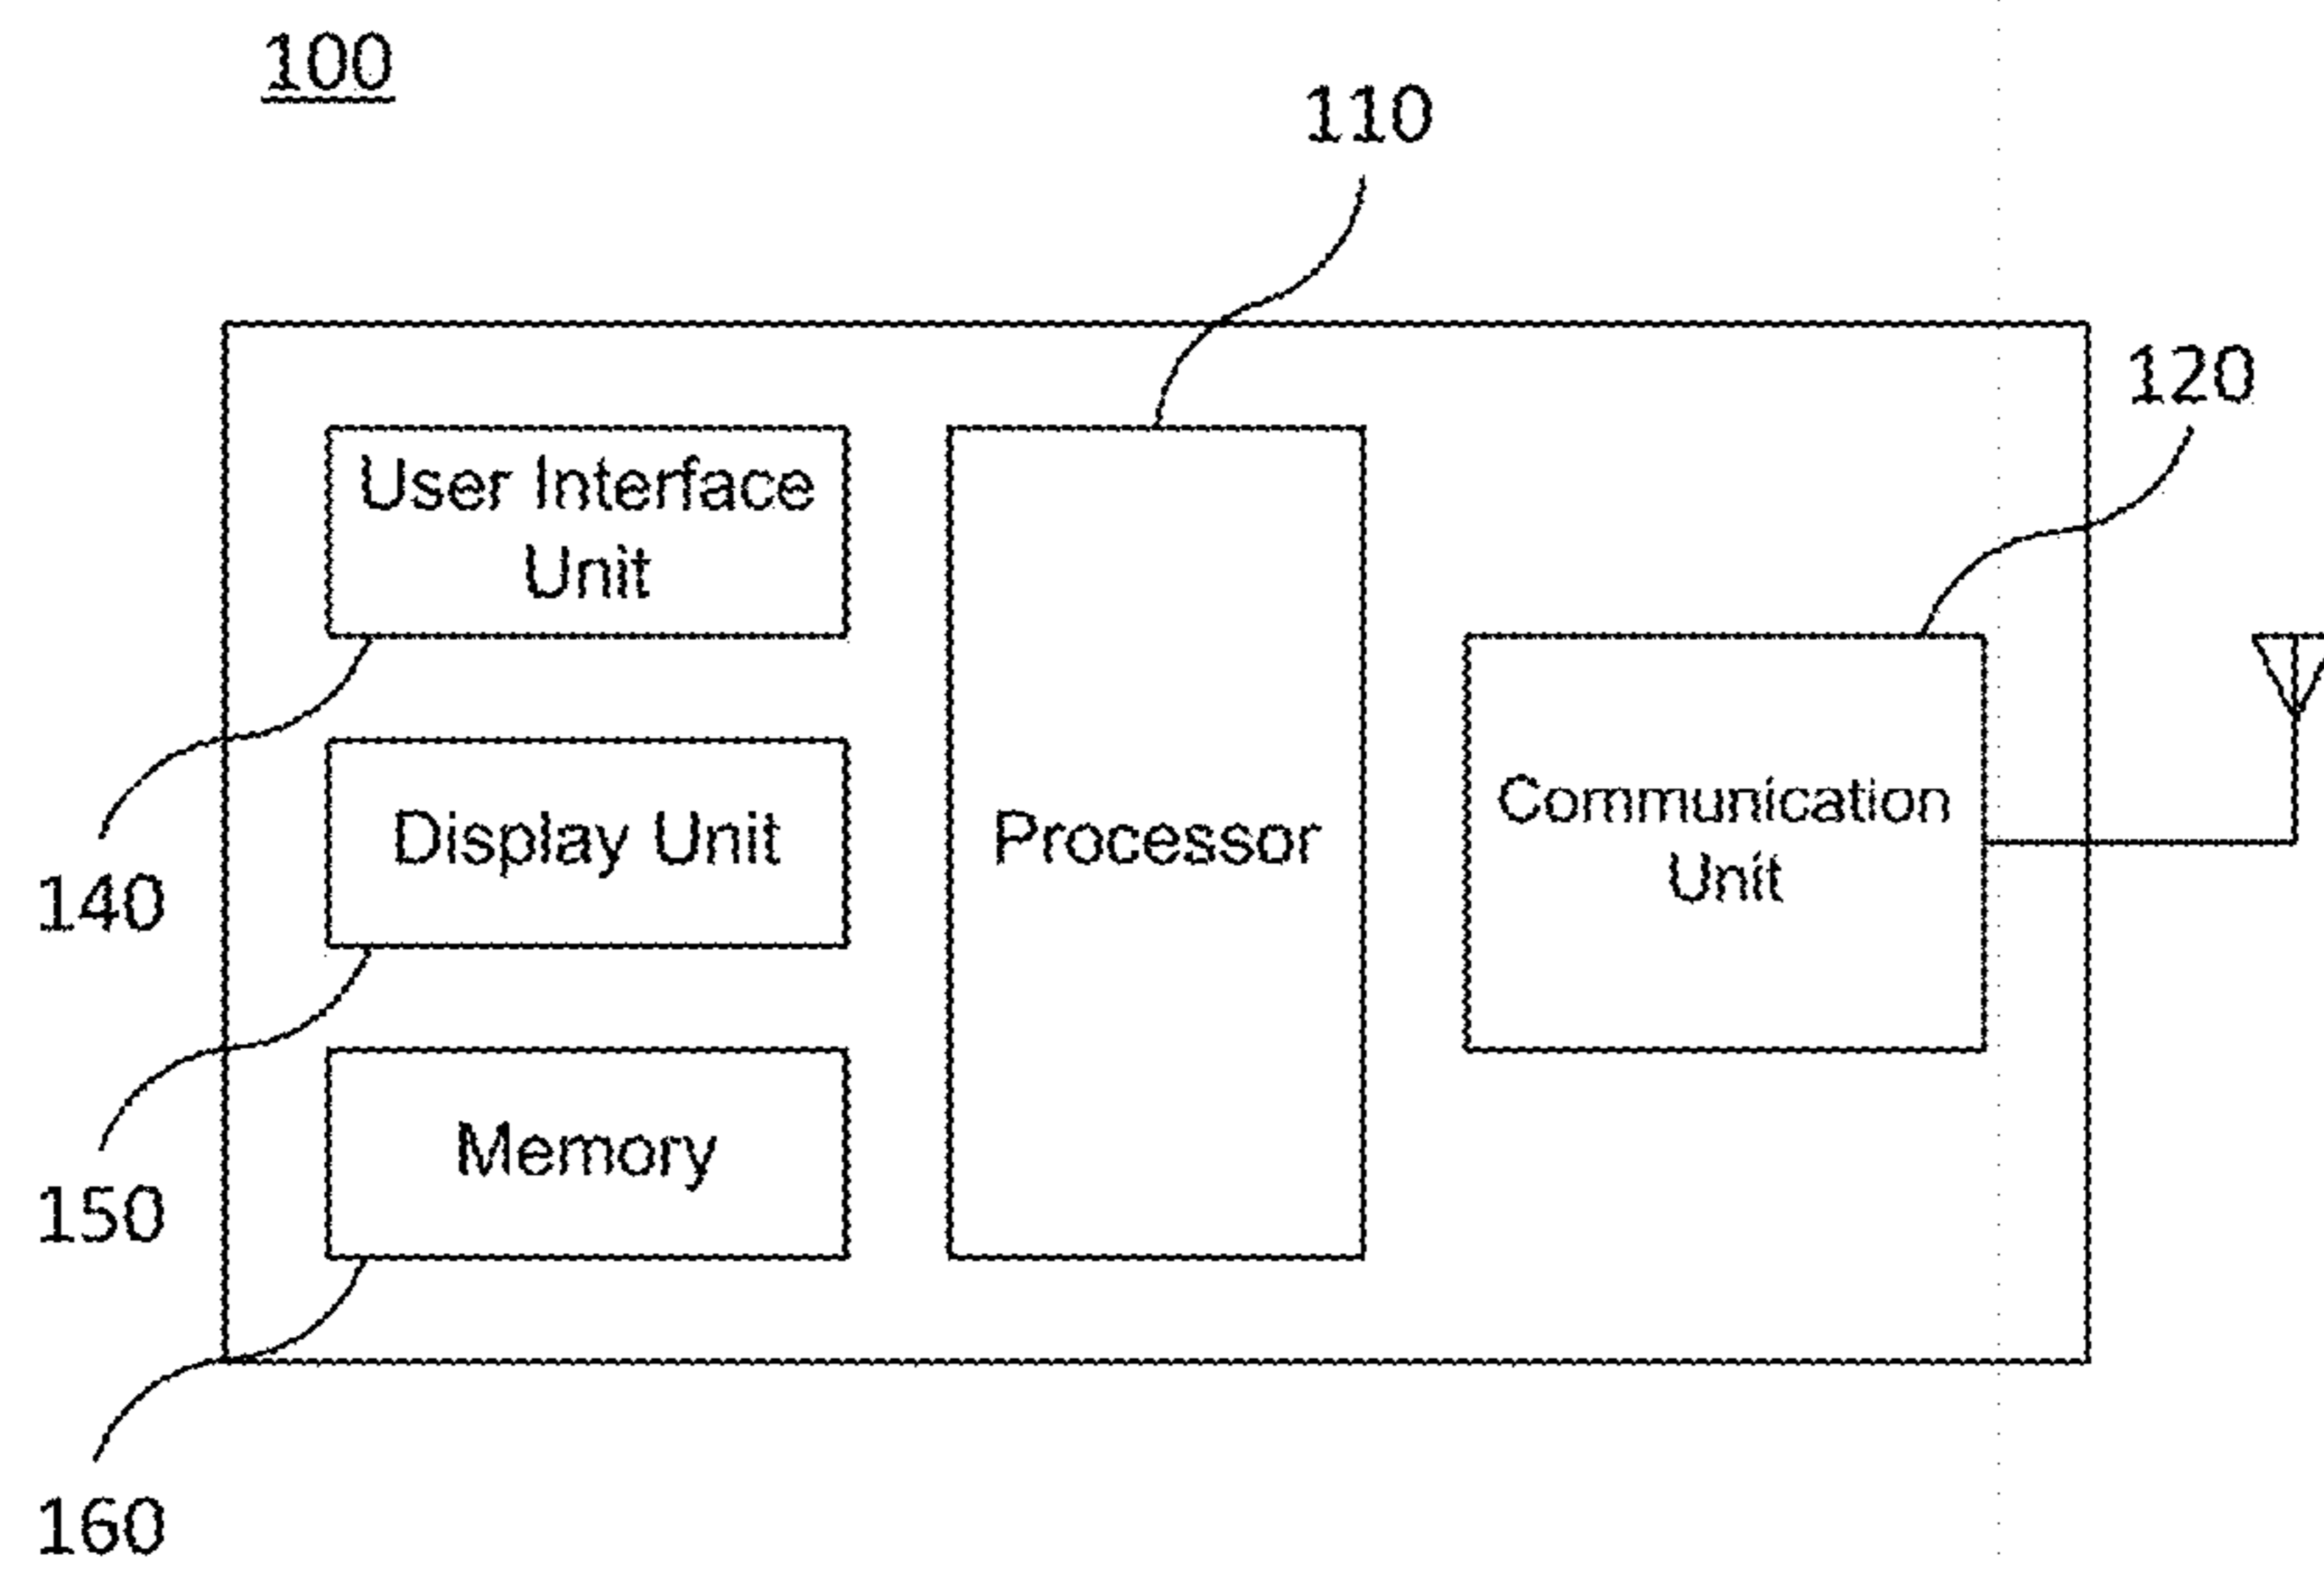 100
110
120
User Interface
Unit
140
Display Unit
Processor
Communication
Unit
150
Memory
160